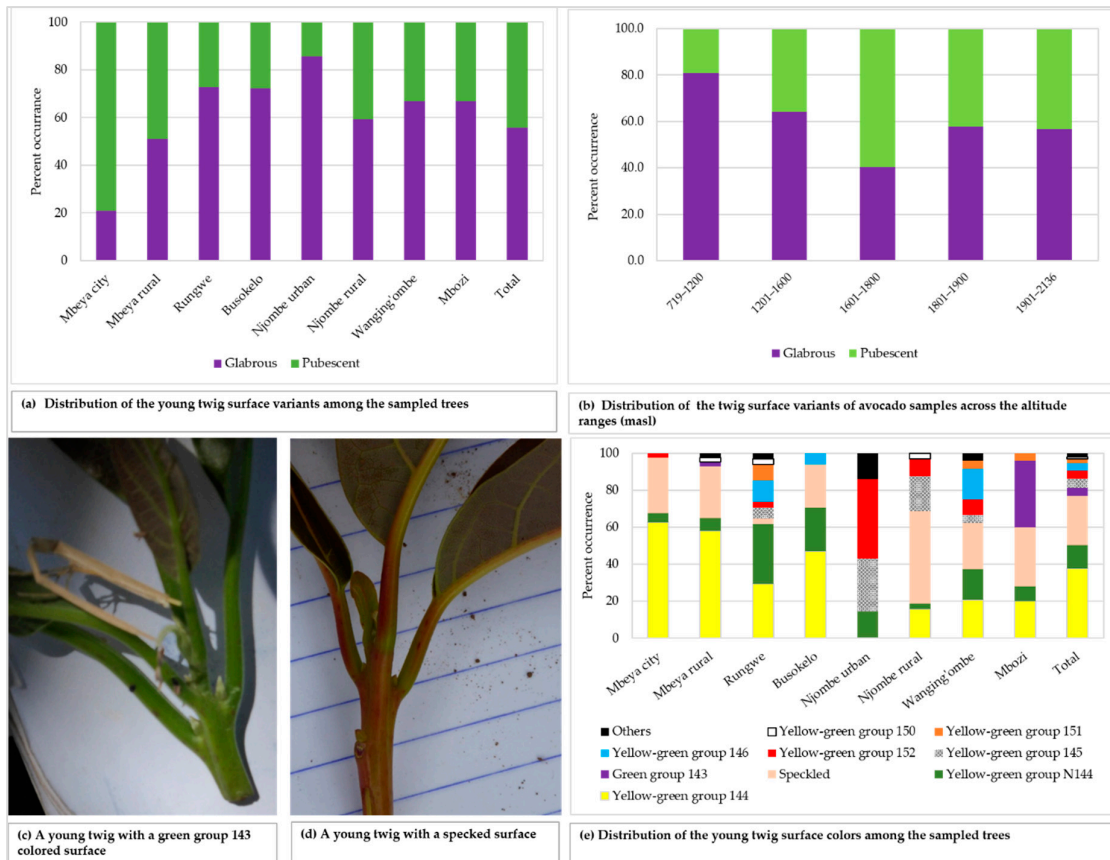 100
80
60
40
20
0
Percent occurrance
Mbeya city
Mbeya rural
Rungwe
Busokelo
Njombe urban
Njombe rural
Wanging'ombe
Mbozi
Total
Glabrous
Pubescent
(a) Distribution of the young twig surface variants among the sampled trees
100.0
80.0
60.0
40.0
20.0
0.0
Percent occurrence
719–1200
1201–1600
1601–1800
1801–1900
1901–2136
Glabrous
Pubescent
(b) Distribution of the twig surface variants of avocado samples across the altitude
ranges (masl)
(c) A young twig with a green group 143
colored surface
(d) A young twig with a specked surface
100
80
60
40
20
0
Percent occurrence
Mbeya city
Mbeya rural
Rungwe
Busokelo
Njombe urban
Njombe rural
Wanging'ombe
Mbozi
Total
Others
Yellow-green group 150
Yellow-green group 151
Yellow-green group 146
Yellow-green group 152
Yellow-green group 145
Green group 143
Speckled
Yellow-green group N144
Yellow-green group 144
(e) Distribution of the young twig surface colors among the sampled trees